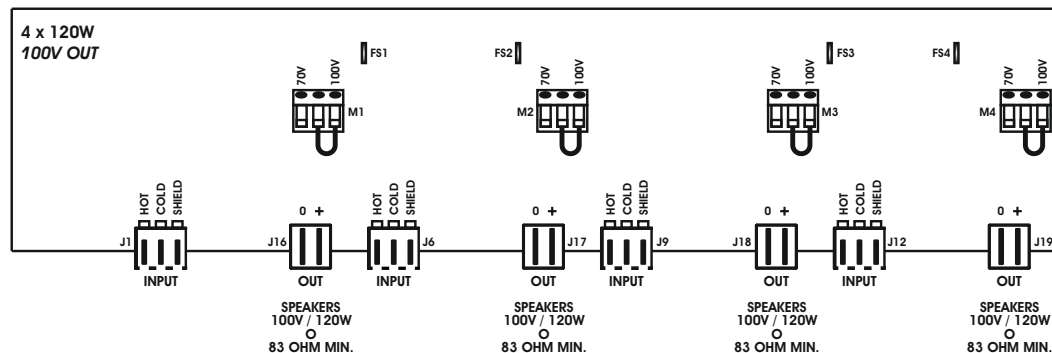 4 x 120W
100V OUT
FS1
FS2
FS3
FS4
70V
100V
70V
100V
70V
100V
70V
100V
M1
M2
M3
M4
HOT
COLD
SHIELD
0 +
HOT
COLD
SHIELD
0 +
HOT
COLD
SHIELD
0 +
HOT
COLD
SHIELD
0 +
J1
J16
J6
J17
J9
J18
J12
J19
INPUT
OUT
INPUT
OUT
INPUT
OUT
INPUT
OUT
SPEAKERS
100V / 120W
O
83 OHM MIN.
SPEAKERS
100V / 120W
O
83 OHM MIN.
SPEAKERS
100V / 120W
O
83 OHM MIN.
SPEAKERS
100V / 120W
O
83 OHM MIN.